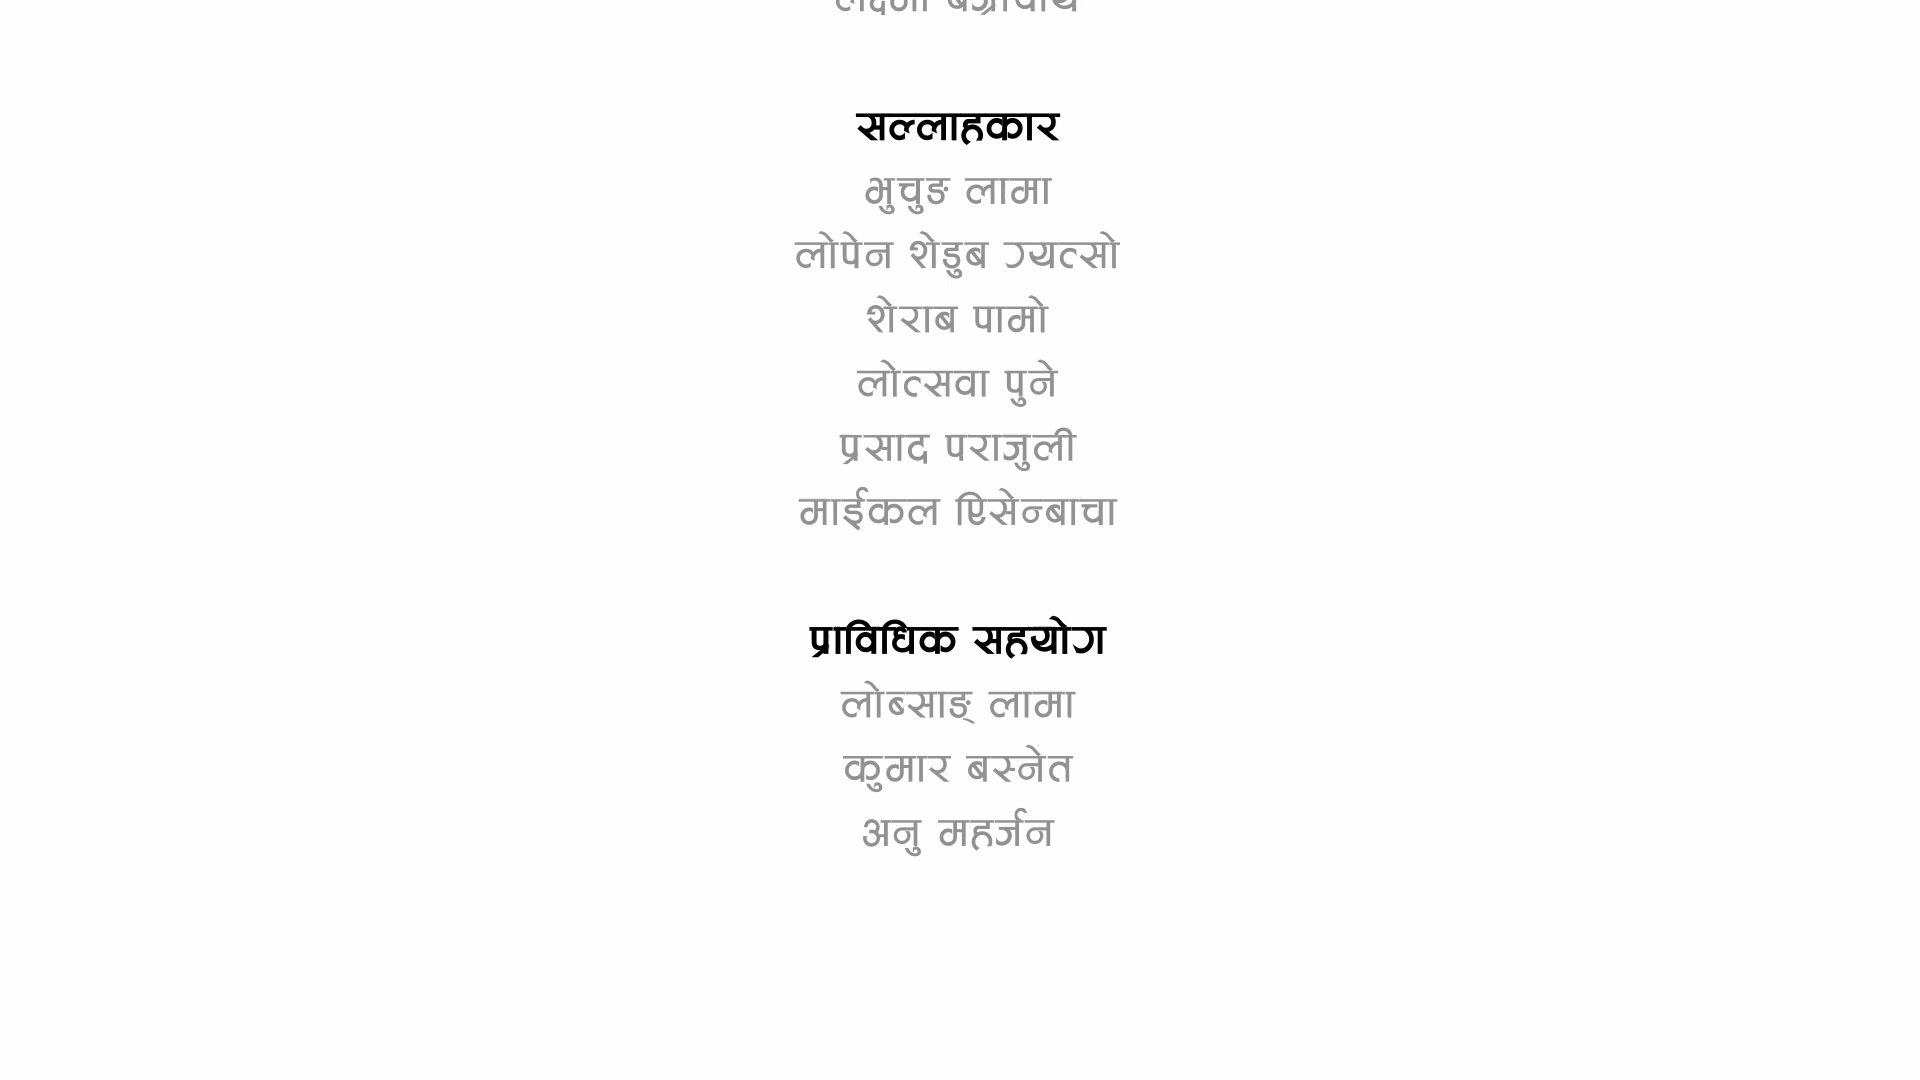 सल्लाहकार
भुचुङ लामा
लोपेन शेडुब ग्यत्सो
शेराब पामो
लोत्सवा पुने
प्रसाद पराजुली
माईकल एिसेन्बाचा
प्राविधिक सहयोग
लोब्साङ् लामा
कुमार बस्नेत
अनु महर्जन